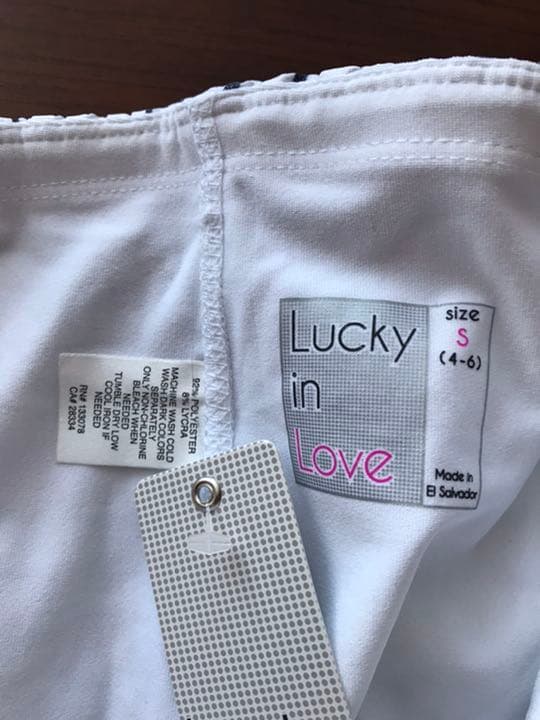 Lucky
in
Love
size
S
(4-6)
Made in
El Salvador
92% POLYESTER
8% LYCRA
MACHINE WASH COLD
WASH DARK COLORS
SEPARATELY
ONLY NON-CHLORINE
BLEACH WHEN
NEEDED
TUMBLE DRY LOW
COOL IRON IF
NEEDED
RN# 133078
CA# 28334